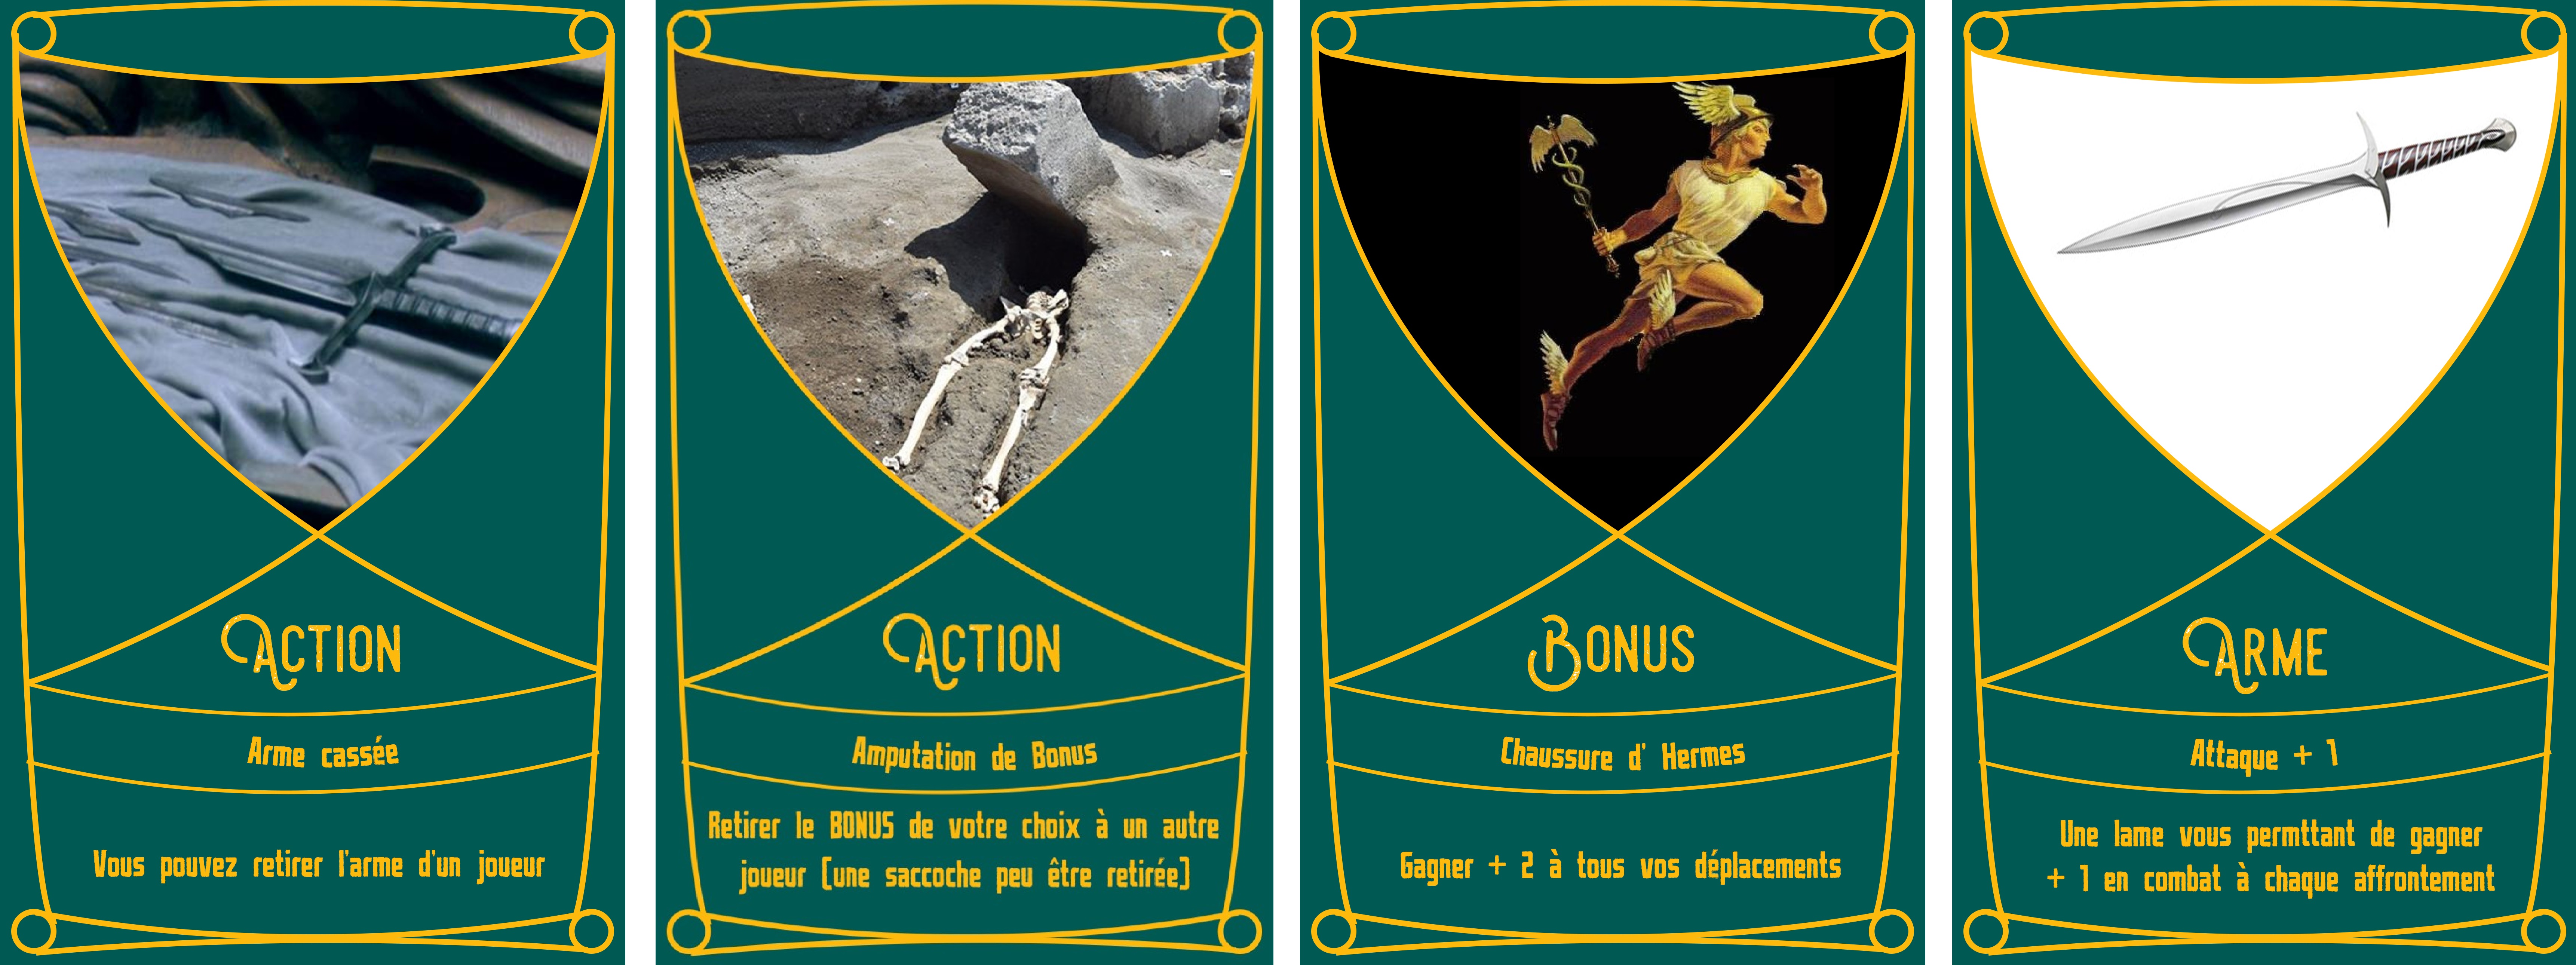 Action
Arme cassée
Vous pouvez retirer l'arme d'un joueur
Action
Amputation de Bonus
Retirer le BONUS de votre choix à un autre
joueur (une saccoche peu être retirée)
Bonus
Chaussure d' Hermes
Gagner + 2 à tous vos déplacements
Arme
Attaque + 1
Une lame vous permttant de gagner
+ 1 en combat à chaque affrontement